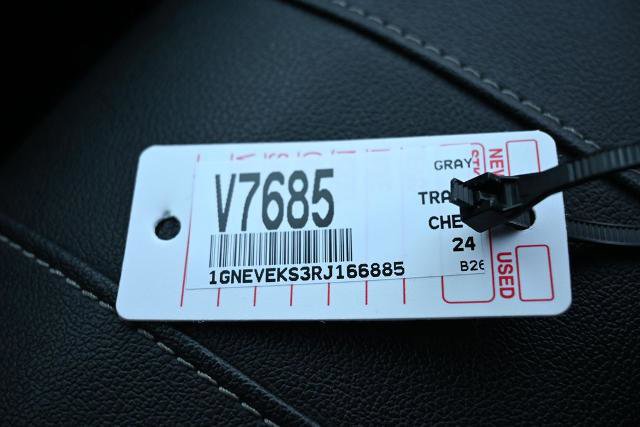 V7685
1GNEVEKS3RJ166885
GRAY
TRA
CHE
24
B26
NEW
USED